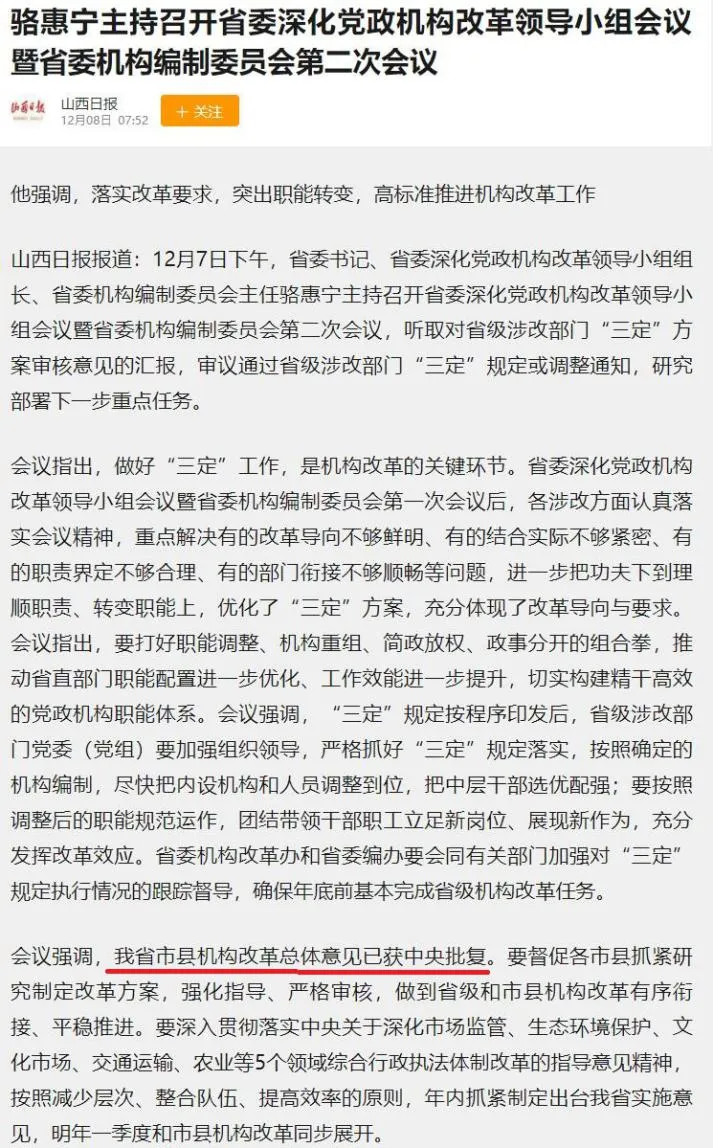 骆惠宁主持召开省委深化党政机构改革领导小组会议
暨省委机构编制委员会第二次会议
山西日报
山西日报
12月08日 07:52
+ 关注
他强调，落实改革要求，突出职能转变，高标准推进机构改革工作
山西日报报道：12月7日下午，省委书记、省委深化党政机构改革领导小组组
长、省委机构编制委员会主任骆惠宁主持召开省委深化党政机构改革领导小
组会议暨省委机构编制委员会第二次会议，听取对省级涉改部门“三定”方
案审核意见的汇报，审议通过省级涉改部门“三定”规定或调整通知，研究
部署下一步重点任务。
会议指出，做好“三定”工作，是机构改革的关键环节。省委深化党政机构
改革领导小组会议暨省委机构编制委员会第一次会议后，各涉改方面认真落
实会议精神，重点解决有的改革导向不够鲜明、有的结合实际不够紧密、有
的职责界定不够合理、有的部门衔接不够顺畅等问题，进一步把功夫下到理
顺职责、转变职能上，优化了“三定”方案，充分体现了改革导向与要求。
会议指出，要打好职能调整、机构重组、简政放权、政事分开的组合拳，推
动省直部门职能配置进一步优化、工作效能进一步提升，切实构建精干高效
的党政机构职能体系。会议强调，“三定”规定按程序印发后，省级涉改部
门党委（党组）要加强组织领导，严格抓好“三定”规定落实，按照确定的
机构编制，尽快把内设机构和人员调整到位，把中层干部选优配强；要按照
调整后的职能规范运作，团结带领干部职工立足新岗位、展现新作为，充分
发挥改革效应。省委机构改革办和省委编办要会同有关部门加强对“三定”
规定执行情况的跟踪督导，确保年底前基本完成省级机构改革任务。
会议强调，我省市县机构改革总体意见已获中央批复。要督促各市县抓紧研
究制定改革方案，强化指导、严格审核，做到省级和市县机构改革有序衔
接、平稳推进。要深入贯彻落实中央关于深化市场监管、生态环境保护、文
化市场、交通运输、农业等5个领域综合行政执法体制改革的指导意见精神，
按照减少层次、整合队伍、提高效率的原则，年内抓紧制定出台我省实施意
见，明年一季度和市县机构改革同步展开。